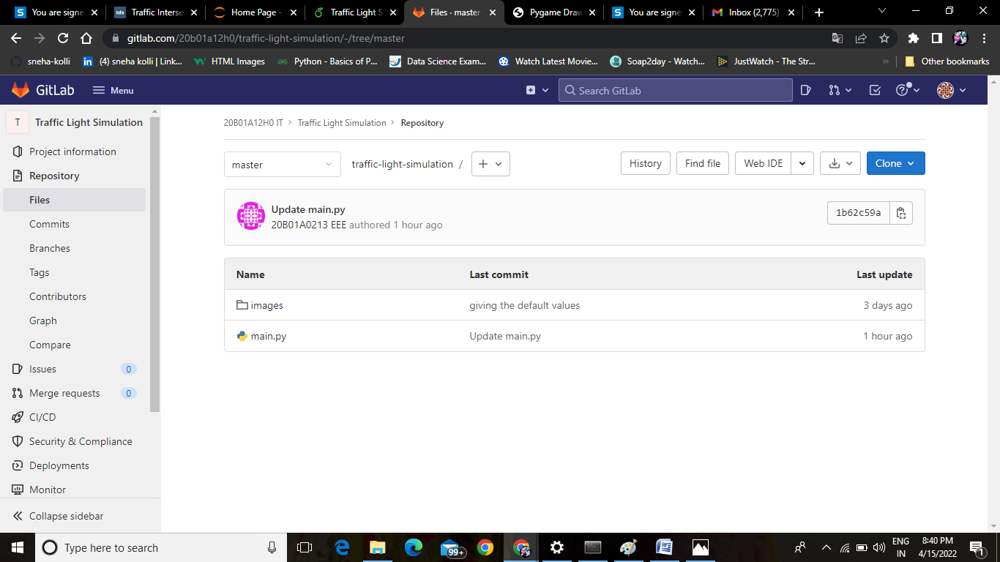 You are signe
Traffic Interse
Home Page -
Traffic Light S
Files · master
Pygame Draw
You are signe
Inbox (2,775)
gitlab.com/20b01a12h0/traffic-light-simulation/-/tree/master
sneha-kolli
(4) sneha kolli | Link...
HTML Images
Python - Basics of P...
Data Science Exam...
Watch Latest Movie...
Soap2day - Watch...
JustWatch - The Str...
»
Other bookmarks
GitLab
Menu
Search GitLab
T
Traffic Light Simulation
Project information
Repository
Files
Commits
Branches
Tags
Contributors
Graph
Compare
Issues 0
Merge requests 0
CI/CD
Security & Compliance
Deployments
Monitor
Collapse sidebar
20B01A12H0 IT > Traffic Light Simulation > Repository
master
traffic-light-simulation /
History
Find file
Web IDE
Clone
Update main.py
20B01A0213 EEE authored 1 hour ago
1b62c59a
Name Last commit Last update
images giving the default values 3 days ago
main.py Update main.py 1 hour ago
Type here to search
99+
ENG
IN
8:40 PM
4/15/2022
1